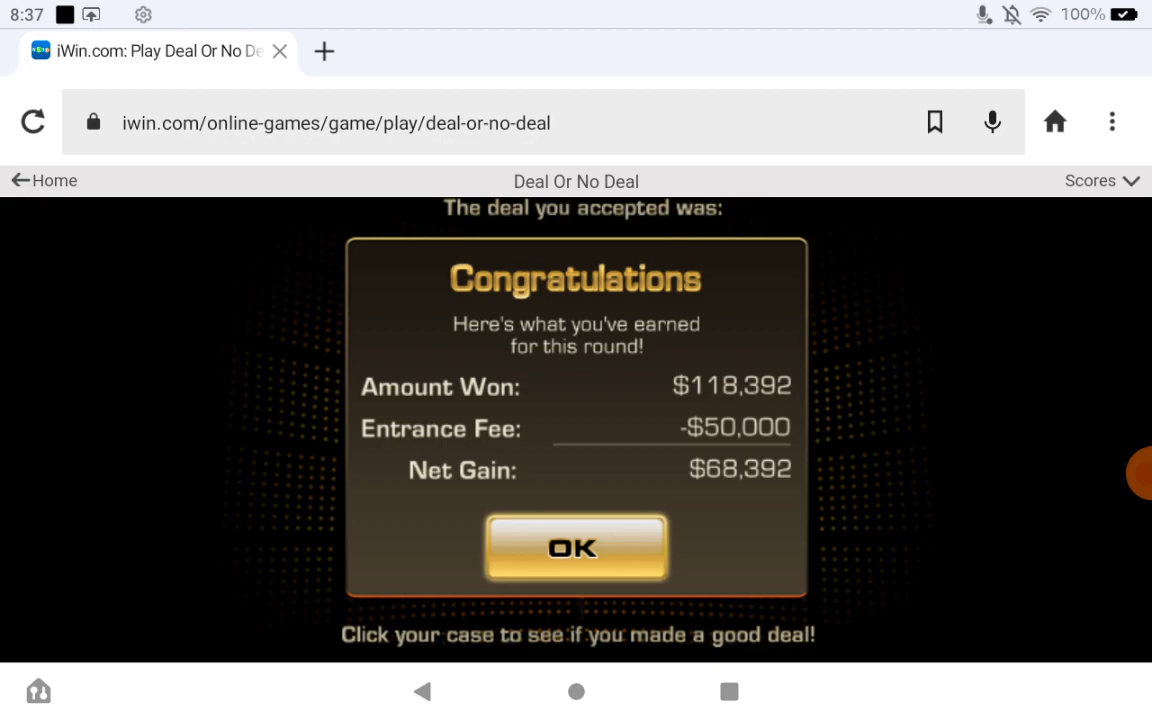 8:37
100%
iWin.com: Play Deal Or No De
iwin.com/online-games/game/play/deal-or-no-deal
Home
Deal Or No Deal
Scores
The deal you accepted was:
Congratulations
Here's what you've earned
for this round!
Amount Won: $118,392
Entrance Fee: -$50,000
Net Gain: $68,392
OK
Click your case to see if you made a good deal!